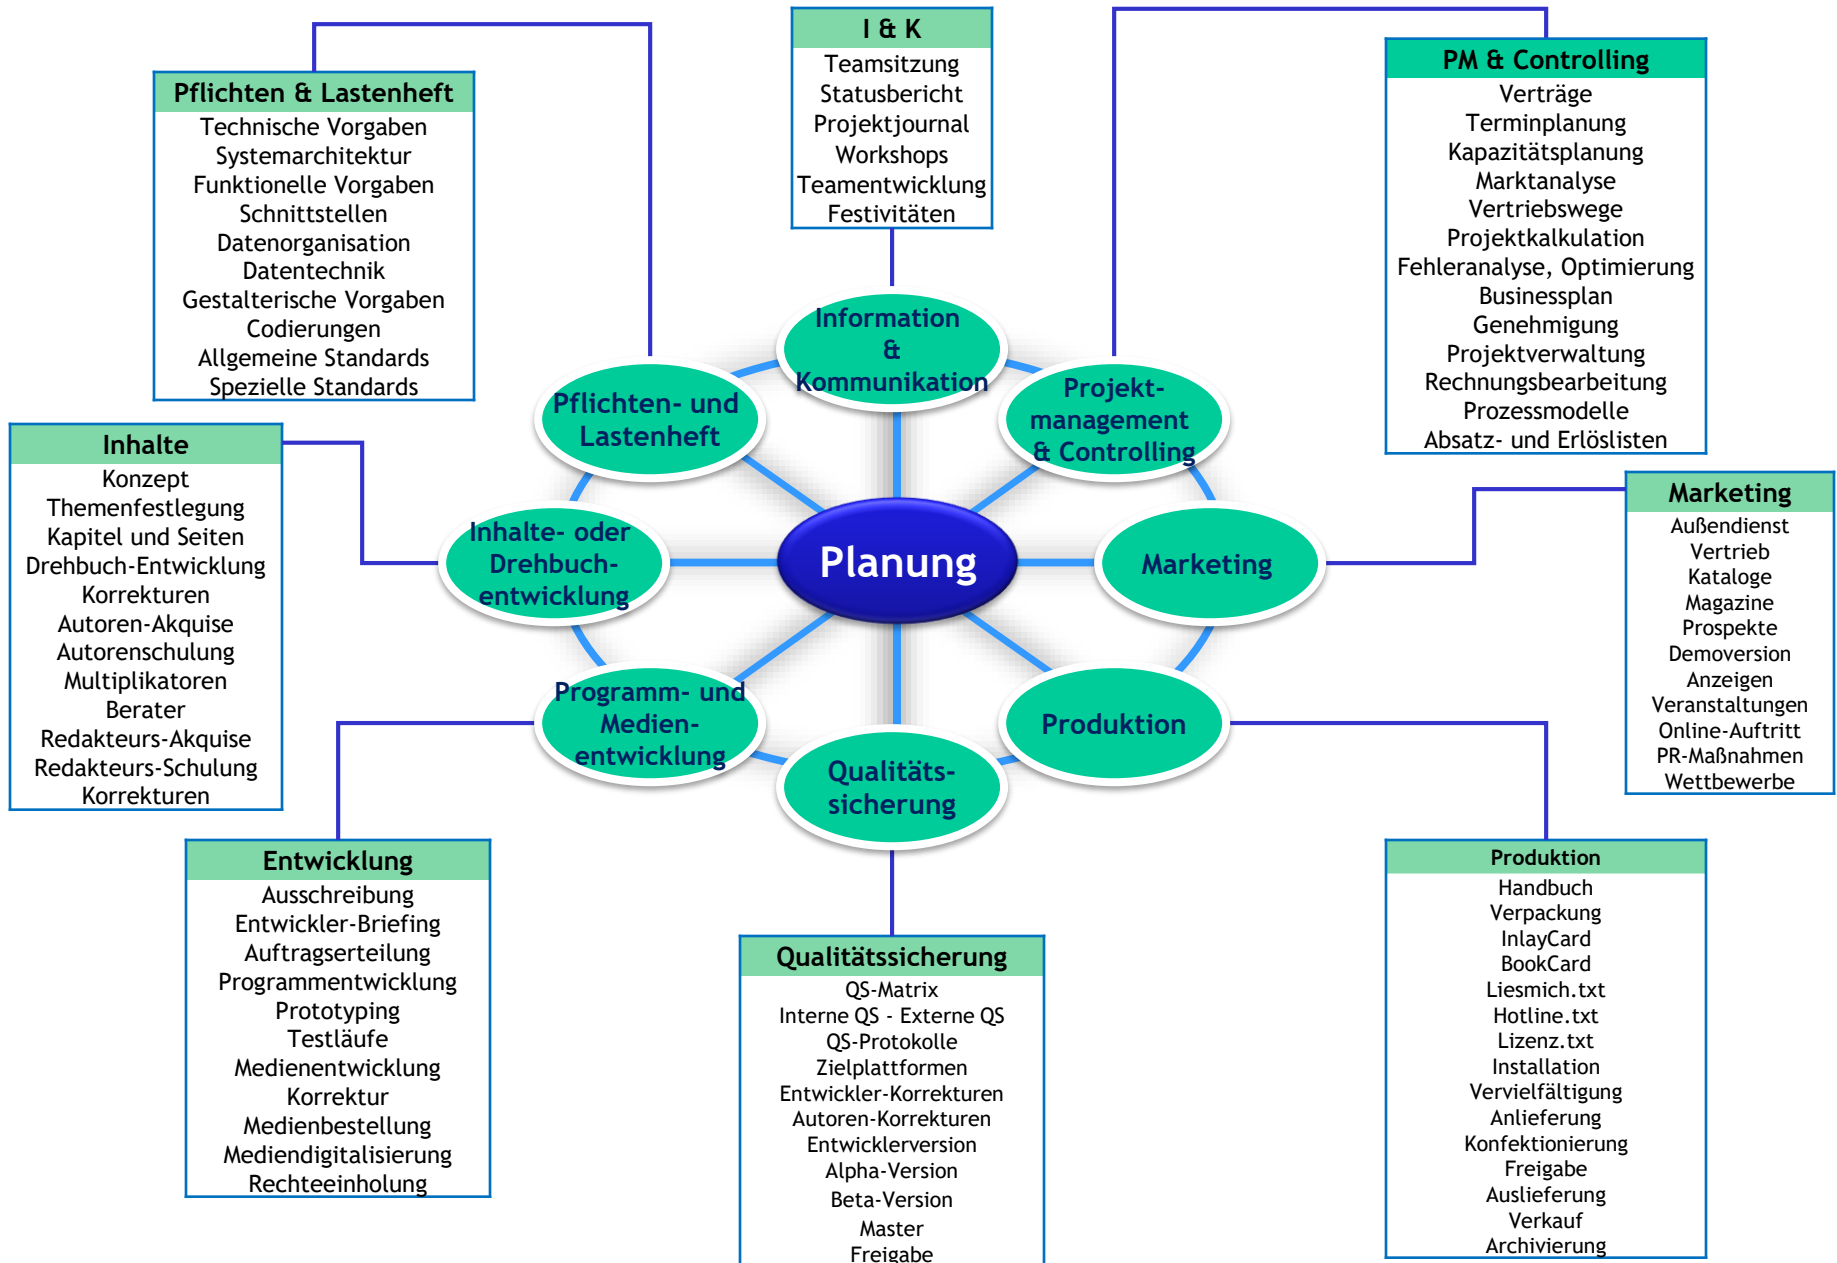 I & K
Teamsitzung
Statusbericht
Projektjournal
Workshops
Teamentwicklung
Festivitäten
PM & Controlling
Verträge
Terminplanung
Kapazitätsplanung
Marktanalyse
Vertriebswege
Projektkalkulation
Fehleranalyse, Optimierung
Businessplan
Genehmigung
Projektverwaltung
Rechnungsbearbeitung
Prozessmodelle
Absatz- und Erlöslisten
Pflichten & Lastenheft
Technische Vorgaben
Systemarchitektur
Funktionelle Vorgaben
Schnittstellen
Datenorganisation
Datentechnik
Gestalterische Vorgaben
Codierungen
Allgemeine Standards
Spezielle Standards
Information
&
Kommunikation
Pflichten- und
Lastenheft
Projekt-
management
& Controlling
Inhalte- oder
Drehbuch-
entwicklung
Planung
Marketing
Programm- und
Medien-
entwicklung
Qualitäts-
sicherung
Produktion
Inhalte
Konzept
Themenfestlegung
Kapitel und Seiten
Drehbuch-Entwicklung
Korrekturen
Autoren-Akquise
Autorenschulung
Multiplikatoren
Berater
Redakteurs-Akquise
Redakteurs-Schulung
Korrekturen
Marketing
Außendienst
Vertrieb
Kataloge
Magazine
Prospekte
Demoversion
Anzeigen
Veranstaltungen
Online-Auftritt
PR-Maßnahmen
Wettbewerbe
Entwicklung
Ausschreibung
Entwickler-Briefing
Auftragserteilung
Programmentwicklung
Prototyping
Testläufe
Medienentwicklung
Korrektur
Medienbestellung
Mediendigitalisierung
Rechteeinholung
Qualitätssicherung
QS-Matrix
Interne QS - Externe QS
QS-Protokolle
Zielplattformen
Entwickler-Korrekturen
Autoren-Korrekturen
Entwicklerversion
Alpha-Version
Beta-Version
Master
Freigabe
Produktion
Handbuch
Verpackung
InlayCard
BookCard
Liesmich.txt
Hotline.txt
Lizenz.txt
Installation
Vervielfältigung
Anlieferung
Konfektionierung
Freigabe
Auslieferung
Verkauf
Archivierung